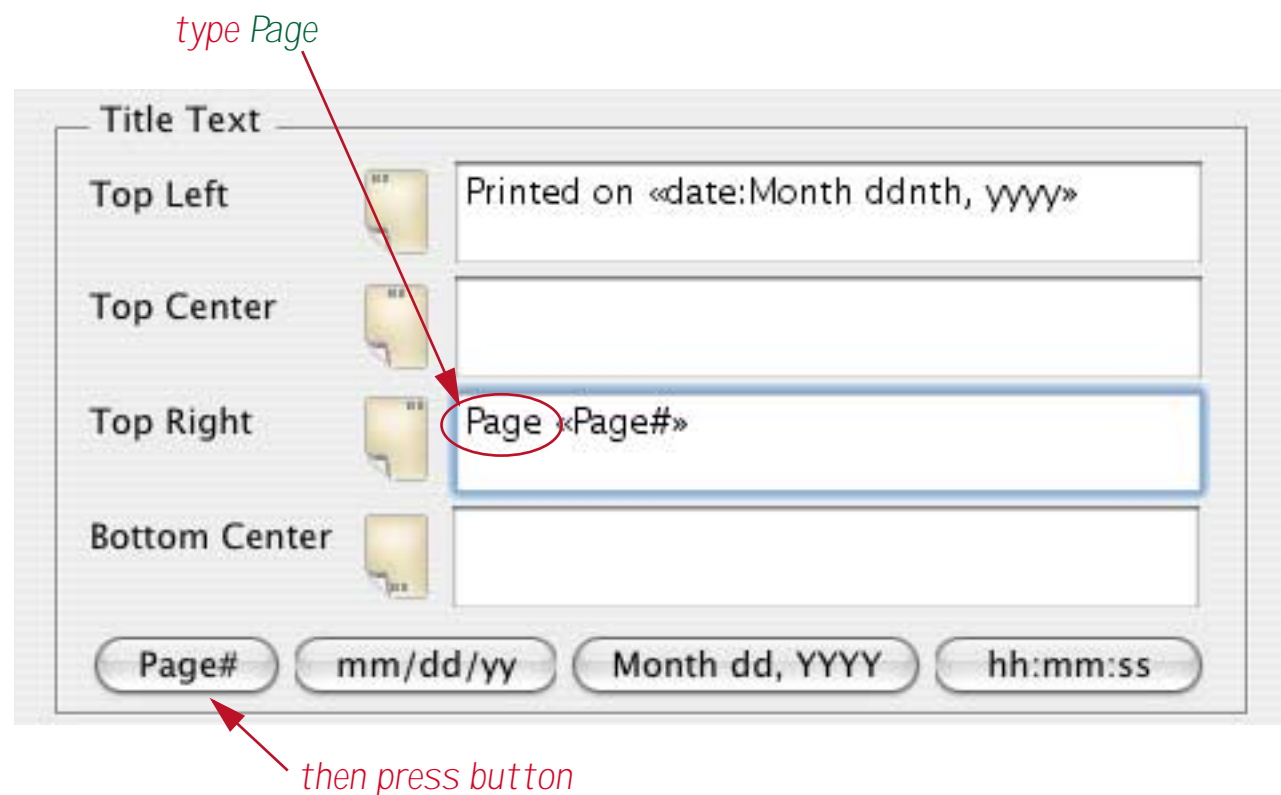 type Page
Title Text
Top Left
Printed on «date:Month ddnth, yyyy»
Top Center
Top Right
Page «Page#»
Bottom Center
Page# mm/dd/yy Month dd, YYYY hh:mm:ss
then press button